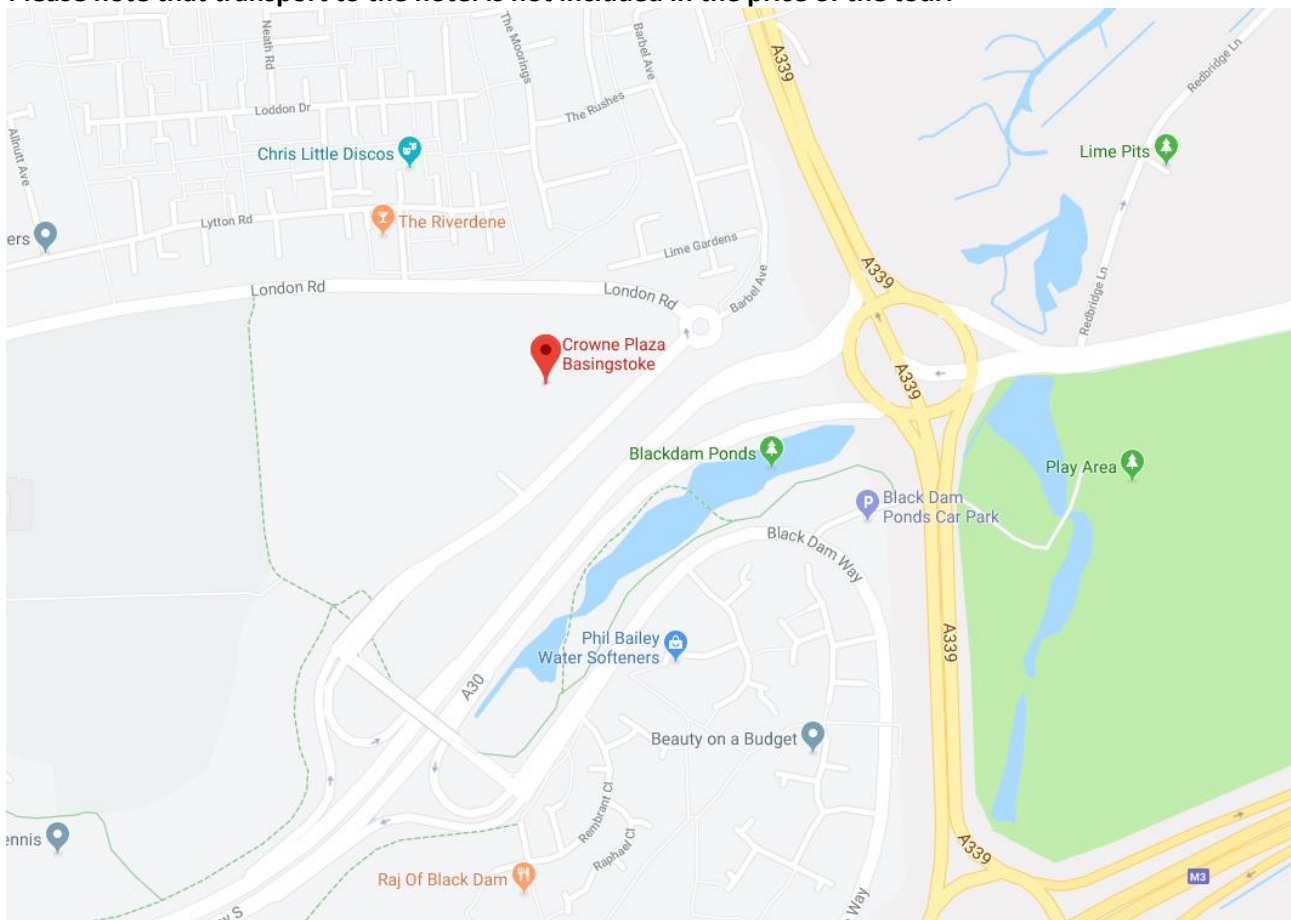 Please note that transport to the hotel is not included in the price of the tour.
Neath Rd
The Moorings
Barbel Ave
A339
Redbridge Ln
Loddon Dr
The Rushes
Allnutt Ave
Chris Little Discos
Lime Pits
Lytton Rd
The Riverdene
ers
Lime Gardens
A339
Barbel Ave
Redbridge Ln
London Rd
London Rd
Crowne Plaza
Basingstoke
A339
Blackdam Ponds
Play Area
Black Dam
Ponds Car Park
Black Dam Way
Phil Bailey
Water Softeners
A339
A30
Beauty on a Budget
Rembrant Cl
Raphael Cl
ennis
A339
Raj Of Black Dam
M3
Way
y S